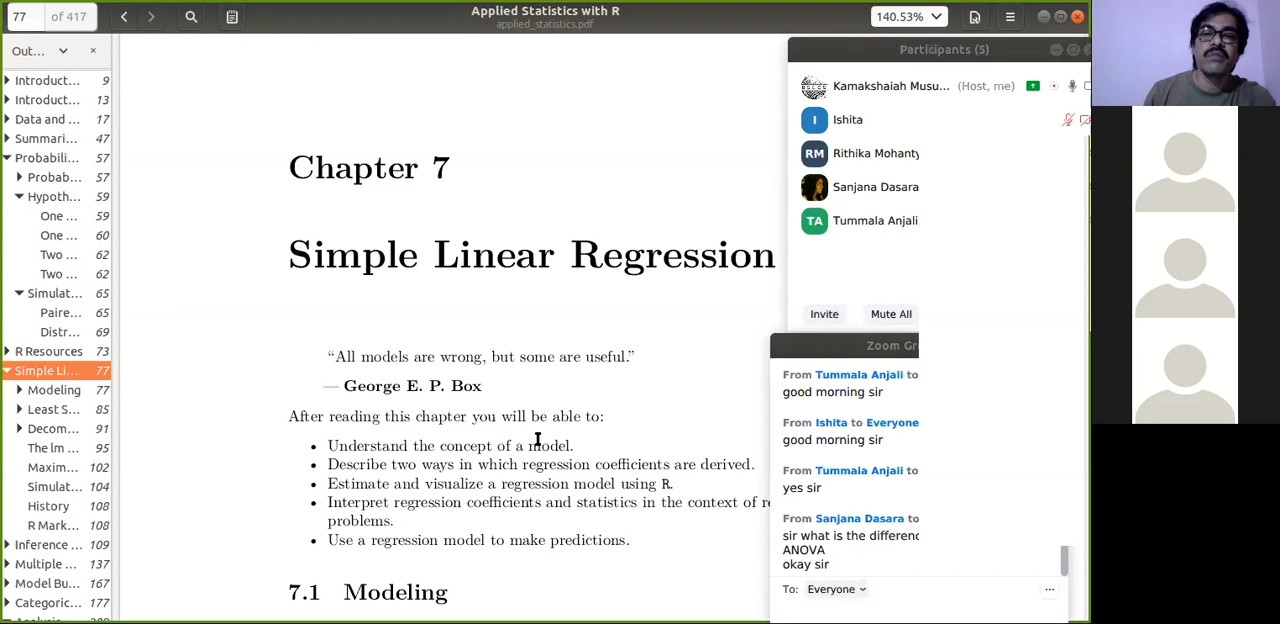 77
of 417
Applied Statistics with R
applied_statistics.pdf
140.53%
Out...
Introduct... 9
Introduct... 13
Data and ... 17
Summari... 47
Probabili... 57
Probab... 57
Hypoth... 59
One ... 59
One ... 60
Two ... 62
Two ... 62
Simulat... 65
Paire... 65
Distr... 69
R Resources 73
Simple Li... 77
Modeling 77
Least S... 85
Decom... 91
The lm ... 95
Maxim... 102
Simulat... 104
History 108
R Mark... 108
Inference ... 109
Multiple ... 137
Model Bu... 167
Categoric... 177
Chapter 7
Simple Linear Regression
“All models are wrong, but some are useful.”
— George E. P. Box
After reading this chapter you will be able to:
• Understand the concept of a model.
• Describe two ways in which regression coefficients are derived.
• Estimate and visualize a regression model using R.
• Interpret regression coefficients and statistics in the context of re
problems.
• Use a regression model to make predictions.
7.1 Modeling
Participants (5)
Kamakshaiah Musu... (Host, me)
I Ishita
RM Rithika Mohanty
Sanjana Dasara
TA Tummala Anjali
Invite
Mute All
Zoom Gr
From Tummala Anjali to
good morning sir
From Ishita to Everyone
good morning sir
From Tummala Anjali to
yes sir
From Sanjana Dasara to
sir what is the differenc
ANOVA
okay sir
To: Everyone
...